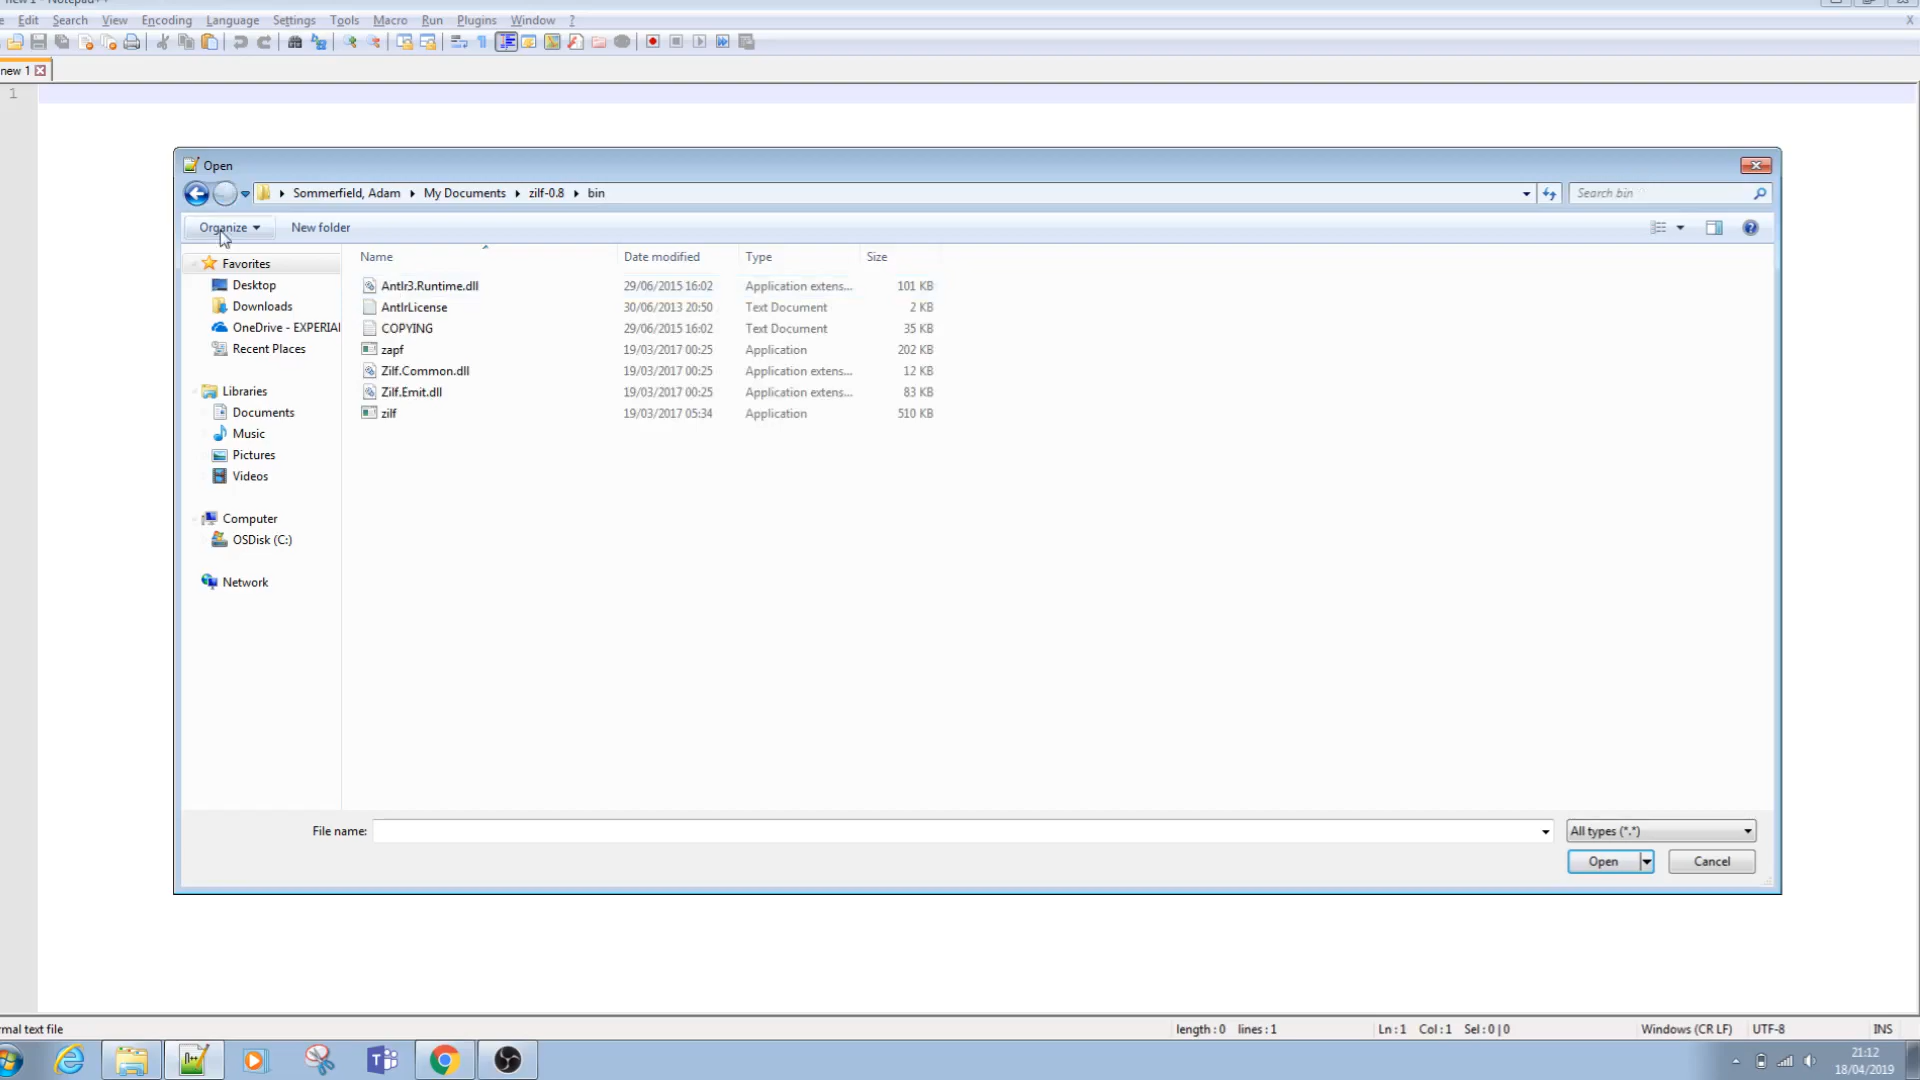 new 1 - Notepad++
Edit Search View Encoding Language Settings Tools Macro Run Plugins Window ? X
new 1
1
Open
Sommerfield, Adam My Documents zilf-0.8 bin Search bin
Organize New folder
Name Date modified Type Size
Favorites
Desktop
Downloads
OneDrive - EXPERIAN
Recent Places
Libraries
Documents
Music
Pictures
Videos
Computer
OSDisk (C:)
Network
Antlr3.Runtime.dll 29/06/2015 16:02 Application extens... 101 KB
AntlrLicense 30/06/2013 20:50 Text Document 2 KB
COPYING 29/06/2015 16:02 Text Document 35 KB
zapf 19/03/2017 00:25 Application 202 KB
Zilf.Common.dll 19/03/2017 00:25 Application extens... 12 KB
Zilf.Emit.dll 19/03/2017 00:25 Application extens... 83 KB
zilf 19/03/2017 05:34 Application 510 KB
File name: All types (*.*)
Open Cancel
rmal text file length : 0 lines : 1 Ln : 1 Col : 1 Sel : 0 | 0 Windows (CR LF) UTF-8 INS
21:12
18/04/2019